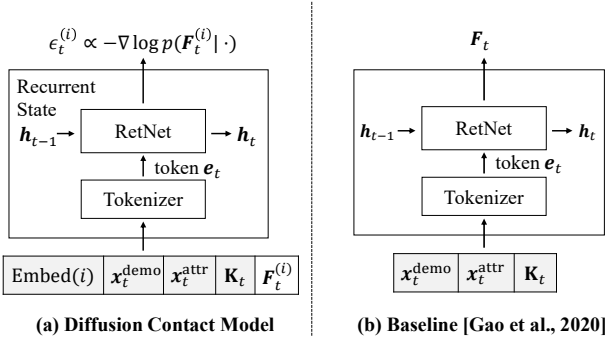 ϵ_t^{(i)} ∝ −∇ log p(F_t^{(i)}| ·)
Recurrent
State
h_{t−1}
RetNet
h_t
token e_t
Tokenizer
Embed(i) x_t^{demo} x_t^{attr} K_t F_t^{(i)}
(a) Diffusion Contact Model
F_t
h_{t−1}
RetNet
h_t
token e_t
Tokenizer
x_t^{demo} x_t^{attr} K_t
(b) Baseline [Gao et al., 2020]